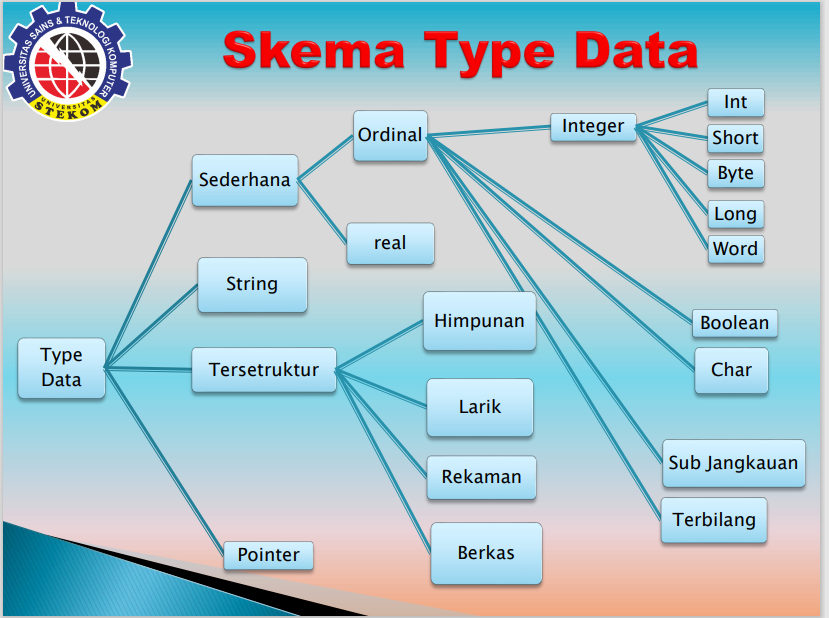 UNIVERSITAS SAINS & TEKNOLOGI KOMPUTER
UNIVERSITAS
STEKOM
Skema Type Data
Int
Short
Byte
Long
Word
Integer
Ordinal
Sederhana
real
String
Boolean
Char
Himpunan
Type
Data
Tersetruktur
Larik
Rekaman
Berkas
Sub Jangkauan
Terbilang
Pointer